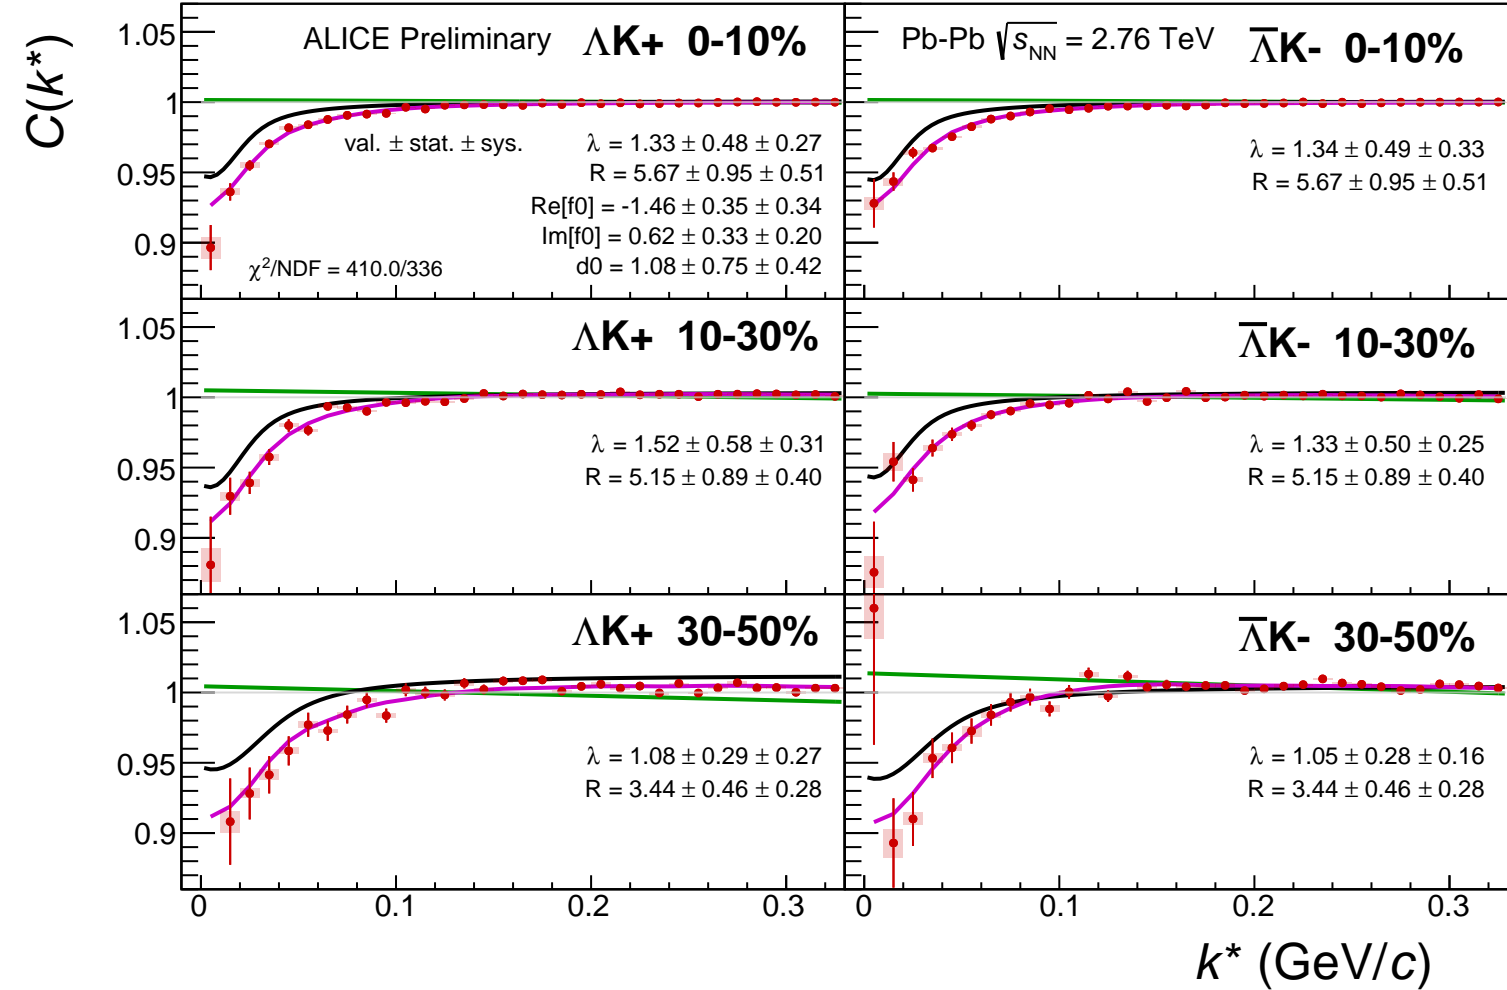 C(k*)
ALICE Preliminary ΛK+ 0-10%
val. ± stat. ± sys.
λ = 1.33 ± 0.48 ± 0.27
R = 5.67 ± 0.95 ± 0.51
Re[f0] = -1.46 ± 0.35 ± 0.34
Im[f0] = 0.62 ± 0.33 ± 0.20
d0 = 1.08 ± 0.75 ± 0.42
χ²/NDF = 410.0/336
1.05
1
0.95
0.9
Pb-Pb √sNN = 2.76 TeV Λ̅K- 0-10%
λ = 1.34 ± 0.49 ± 0.33
R = 5.67 ± 0.95 ± 0.51
ΛK+ 10-30%
λ = 1.52 ± 0.58 ± 0.31
R = 5.15 ± 0.89 ± 0.40
1.05
1
0.95
0.9
Λ̅K- 10-30%
λ = 1.33 ± 0.50 ± 0.25
R = 5.15 ± 0.89 ± 0.40
ΛK+ 30-50%
λ = 1.08 ± 0.29 ± 0.27
R = 3.44 ± 0.46 ± 0.28
1.05
1
0.95
0.9
Λ̅K- 30-50%
λ = 1.05 ± 0.28 ± 0.16
R = 3.44 ± 0.46 ± 0.28
0 0.1 0.2 0.3 0 0.1 0.2 0.3
k* (GeV/c)